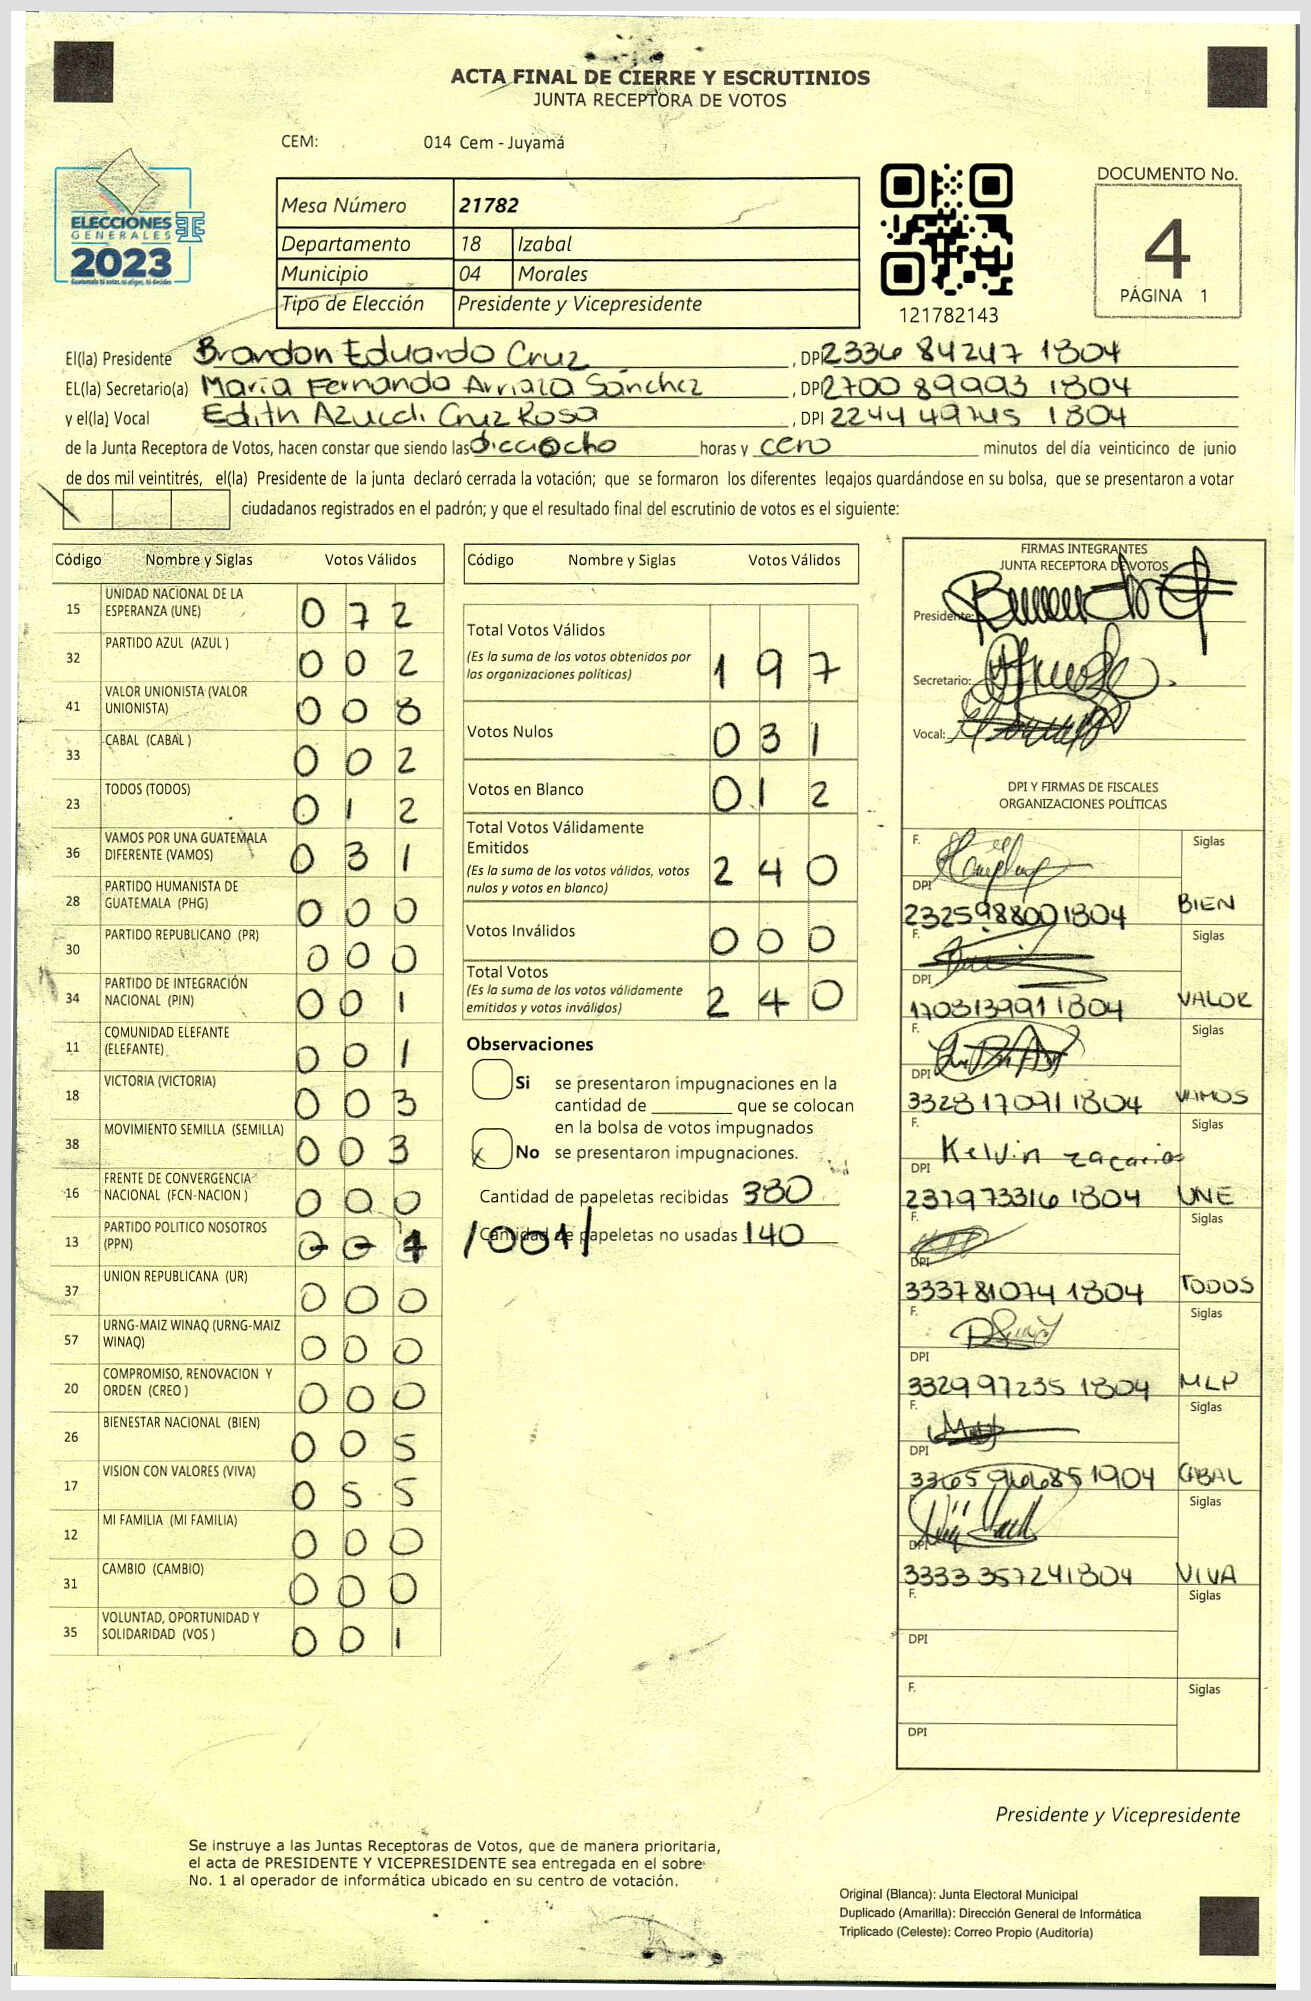 ACTA FINAL DE CIERRE Y ESCRUTINIOS
JUNTA RECEPTORA DE VOTOS
CEM: 014 Cem - Juyamá
ELECCIONES
GENERALES
2023
Mesa Número 21782
Departamento 18 Izabal
Municipio 04 Morales
Tipo de Elección Presidente y Vicepresidente
121782143
DOCUMENTO No.
4
PÁGINA 1
El(la) Presidente Brandon Eduardo Cruz , DPI 2336 84247 1804
EL(la) Secretario(a) María Fernando Arriaza Sánchez , DPI 2700 89993 1804
y el(la) Vocal Edith Azucdi Cruz Rosa , DPI 2244 49745 1804
de la Junta Receptora de Votos, hacen constar que siendo las dieciocho horas y cero minutos del día veinticinco de junio
de dos mil veintitrés, el(la) Presidente de la junta declaró cerrada la votación; que se formaron los diferentes legajos guardándose en su bolsa, que se presentaron a votar
ciudadanos registrados en el padrón; y que el resultado final del escrutinio de votos es el siguiente:
Código Nombre y Siglas Votos Válidos
15 UNIDAD NACIONAL DE LA ESPERANZA (UNE) 0 7 2
32 PARTIDO AZUL (AZUL ) 0 0 2
41 VALOR UNIONISTA (VALOR UNIONISTA) 0 0 8
33 CABAL (CABAL ) 0 0 2
23 TODOS (TODOS) 0 1 2
36 VAMOS POR UNA GUATEMALA DIFERENTE (VAMOS) 0 3 1
28 PARTIDO HUMANISTA DE GUATEMALA (PHG) 0 0 0
30 PARTIDO REPUBLICANO (PR) 0 0 0
34 PARTIDO DE INTEGRACIÓN NACIONAL (PIN) 0 0 1
11 COMUNIDAD ELEFANTE (ELEFANTE) 0 0 1
18 VICTORIA (VICTORIA) 0 0 3
38 MOVIMIENTO SEMILLA (SEMILLA) 0 0 3
16 FRENTE DE CONVERGENCIA NACIONAL (FCN-NACION ) 0 0 0
13 PARTIDO POLITICO NOSOTROS (PPN) 0 0 1 /001/
37 UNION REPUBLICANA (UR) 0 0 0
57 URNG-MAIZ WINAQ (URNG-MAIZ WINAQ) 0 0 0
20 COMPROMISO, RENOVACION Y ORDEN (CREO ) 0 0 0
26 BIENESTAR NACIONAL (BIEN) 0 0 5
17 VISION CON VALORES (VIVA) 0 5 5
12 MI FAMILIA (MI FAMILIA) 0 0 0
31 CAMBIO (CAMBIO) 0 0 0
35 VOLUNTAD, OPORTUNIDAD Y SOLIDARIDAD (VOS ) 0 0 1
Código Nombre y Siglas Votos Válidos
Total Votos Válidos 1 9 7
(Es la suma de los votos obtenidos por
las organizaciones políticas)
Votos Nulos 0 3 1
Votos en Blanco 0 1 2
Total Votos Válidamente
Emitidos 2 4 0
(Es la suma de los votos válidos, votos
nulos y votos en blanco)
Votos Inválidos 0 0 0
Total Votos 2 4 0
(Es la suma de los votos válidamente
emitidos y votos inválidos)
Observaciones
Si se presentaron impugnaciones en la
cantidad de ________ que se colocan
en la bolsa de votos impugnados
x No se presentaron impugnaciones.
Cantidad de papeletas recibidas 380
Cantidad de papeletas no usadas 140
FIRMAS INTEGRANTES
JUNTA RECEPTORA DE VOTOS
Presidente:
Secretario:
Vocal:
DPI Y FIRMAS DE FISCALES
ORGANIZACIONES POLÍTICAS
F. Siglas
DPI 2325988001804 BIEN
F. Siglas
DPI 1703139911804 VALOR
F. Siglas
DPI 3328170911804 VAMOS
F. Kelvin zacarias Siglas
DPI 2379733161804 UNE
F. Siglas
DPI 3337810741804 TODOS
F. Siglas
DPI 3329972351804 MLP
F. Siglas
DPI CABAL
F. Siglas
DPI 3333357241804 VIVA
F. Siglas
DPI
F. Siglas
DPI
Presidente y Vicepresidente
Se instruye a las Juntas Receptoras de Votos, que de manera prioritaria,
el acta de PRESIDENTE Y VICEPRESIDENTE sea entregada en el sobre
No. 1 al operador de informática ubicado en su centro de votación.
Original (Blanca): Junta Electoral Municipal
Duplicado (Amarilla): Dirección General de Informática
Triplicado (Celeste): Correo Propio (Auditoría)